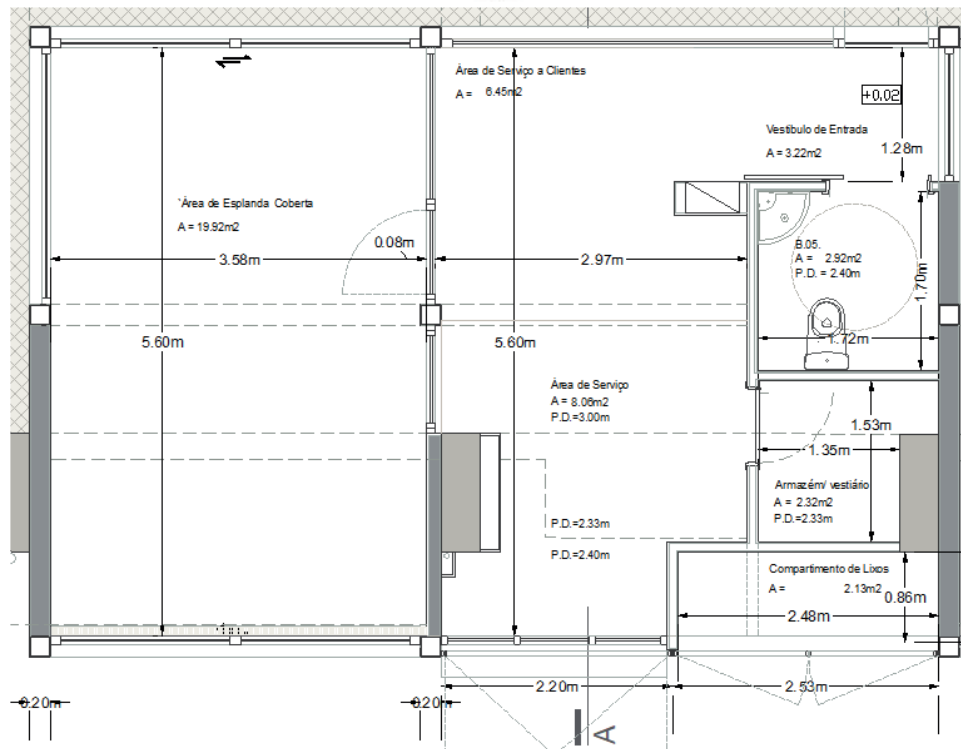 Área de Serviço a Clientes
A = 6.45m2
+0.02
Vestíbulo de Entrada
A = 3.22m2
1.28m
`Área de Esplanda Coberta
A = 19.92m2
0.08m
3.58m
2.97m
B.05.
A = 2.92m2
P.D. = 2.40m
1.70m
1.72m
5.60m
5.60m
Área de Serviço
A = 8.06m2
P.D.=3.00m
1.53m
1.35m
Armazém/ vestiário
A = 2.32m2
P.D.=2.33m
P.D.=2.33m
P.D.=2.40m
Compartimento de Lixos
A = 2.13m2
0.86m
2.48m
2.20m
2.53m
0.20m
0.20m
A